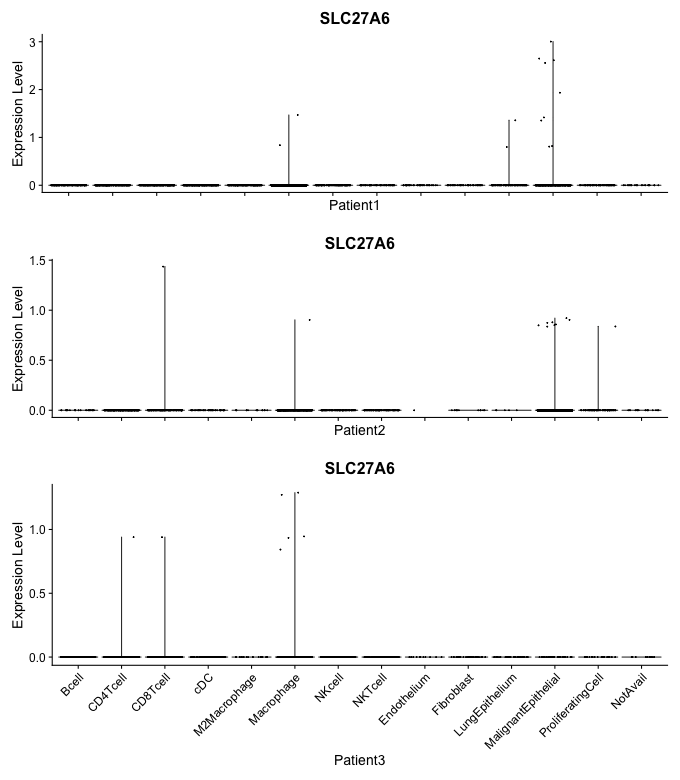 SLC27A6
Expression Level
3
2
1
0
Patient1
SLC27A6
Expression Level
1.5
1.0
0.5
0.0
Patient2
SLC27A6
Expression Level
1.0
0.5
0.0
Bcell
CD4Tcell
CD8Tcell
cDC
M2Macrophage
Macrophage
NKcell
NKTcell
Endothelium
Fibroblast
LungEpithelium
MalignantEpithelial
ProliferatingCell
NotAvail
Patient3